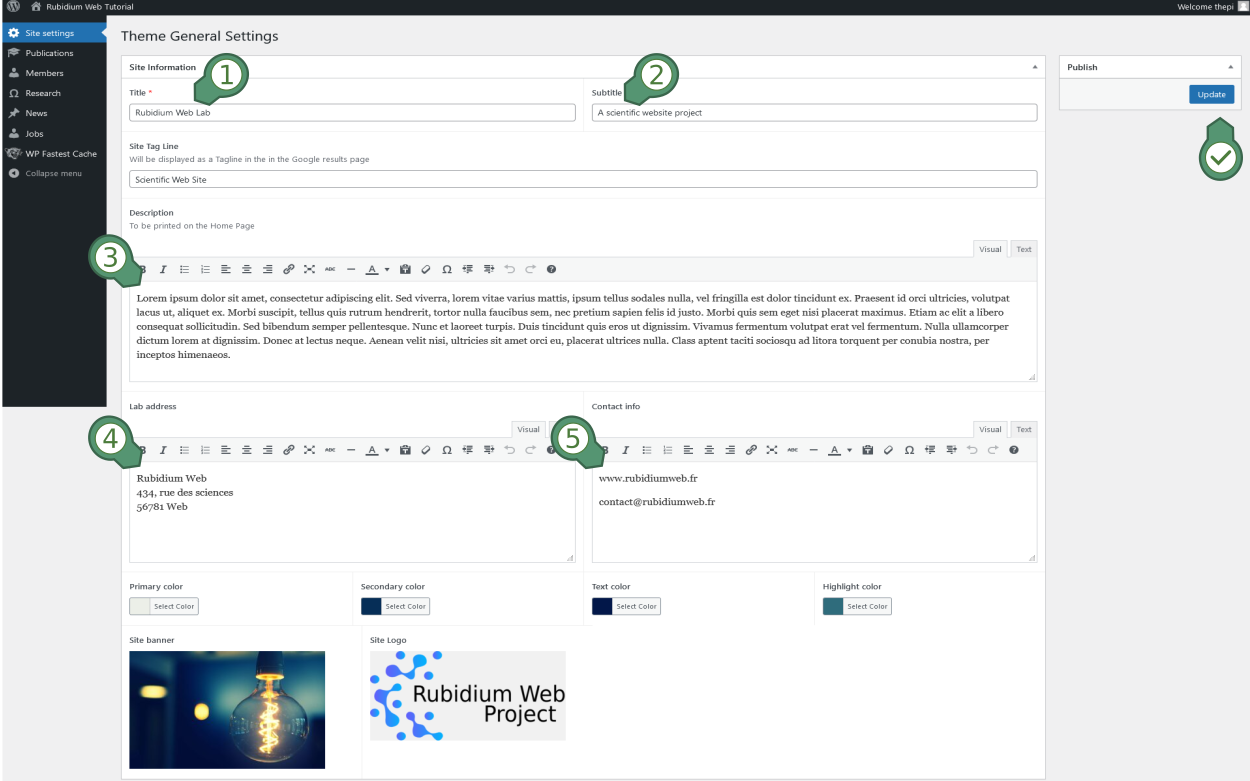 Rubidium Web Tutorial
Welcome thepi
Site settings
Publications
Members
Research
News
Jobs
WP Fastest Cache
Collapse menu
Theme General Settings
Site Information
1
2
Title *
Subtitle
Rubidium Web Lab
A scientific website project
Publish
Update
Site Tag Line
Will be displayed as a Tagline in the in the Google results page
Scientific Web Site
Description
To be printed on the Home Page
Visual
Text
3
Lorem ipsum dolor sit amet, consectetur adipiscing elit. Sed viverra, lorem vitae varius mattis, ipsum tellus sodales nulla, vel fringilla est dolor tincidunt ex. Praesent id orci ultricies, volutpat
lacus ut, aliquet ex. Morbi suscipit, tellus quis rutrum hendrerit, tortor nulla faucibus sem, nec pretium sapien felis id justo. Morbi quis sem eget nisi placerat maximus. Etiam ac elit a libero
consequat sollicitudin. Sed bibendum semper pellentesque. Nunc et laoreet turpis. Duis tincidunt quis eros ut dignissim. Vivamus fermentum volutpat erat vel fermentum. Nulla ullamcorper
dictum lorem at dignissim. Donec at lectus neque. Aenean velit nisi, ultricies sit amet orci eu, placerat ultrices nulla. Class aptent taciti sociosqu ad litora torquent per conubia nostra, per
inceptos himenaeos.
Lab address
Visual
4
Rubidium Web
434, rue des sciences
56781 Web
Contact info
Visual
Text
5
www.rubidiumweb.fr
contact@rubidiumweb.fr
Primary color
Select Color
Secondary color
Select Color
Text color
Select Color
Highlight color
Select Color
Site banner
Site Logo
Rubidium Web
Project